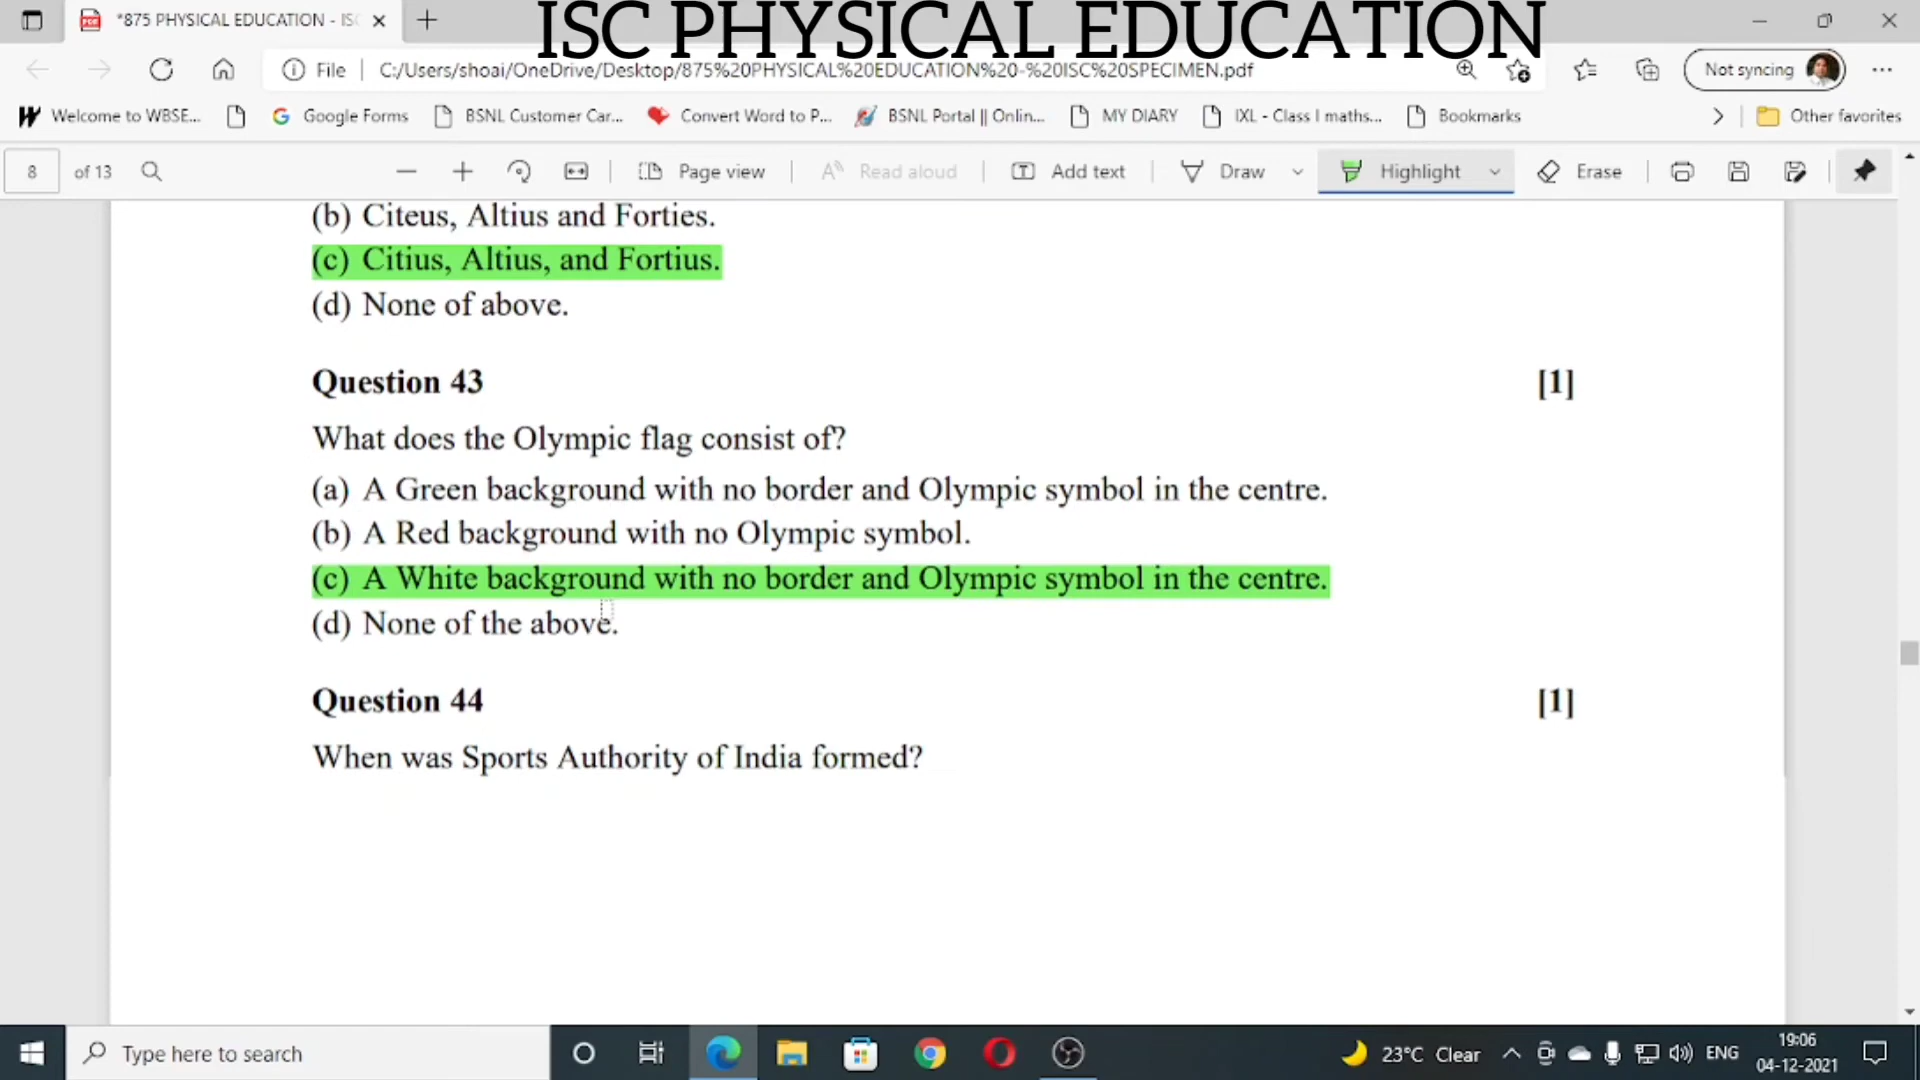 ISC PHYSICAL EDUCATION
*875 PHYSICAL EDUCATION - ISC
File C:/Users/shoai/OneDrive/Desktop/875%20PHYSICAL%20EDUCATION%20-%20ISC%20SPECIMEN.pdf Not syncing
Welcome to WBSE... Google Forms BSNL Customer Car... Convert Word to P... BSNL Portal || Onlin... MY DIARY IXL - Class I maths... Bookmarks Other favorites
8 of 13 Page view Read aloud Add text Draw Highlight Erase
(b) Citeus, Altius and Forties.
(c) Citius, Altius, and Fortius.
(d) None of above.
Question 43 [1]
What does the Olympic flag consist of?
(a) A Green background with no border and Olympic symbol in the centre.
(b) A Red background with no Olympic symbol.
(c) A White background with no border and Olympic symbol in the centre.
(d) None of the above.
Question 44 [1]
When was Sports Authority of India formed?
Type here to search 23°C Clear ENG 19:06
04-12-2021